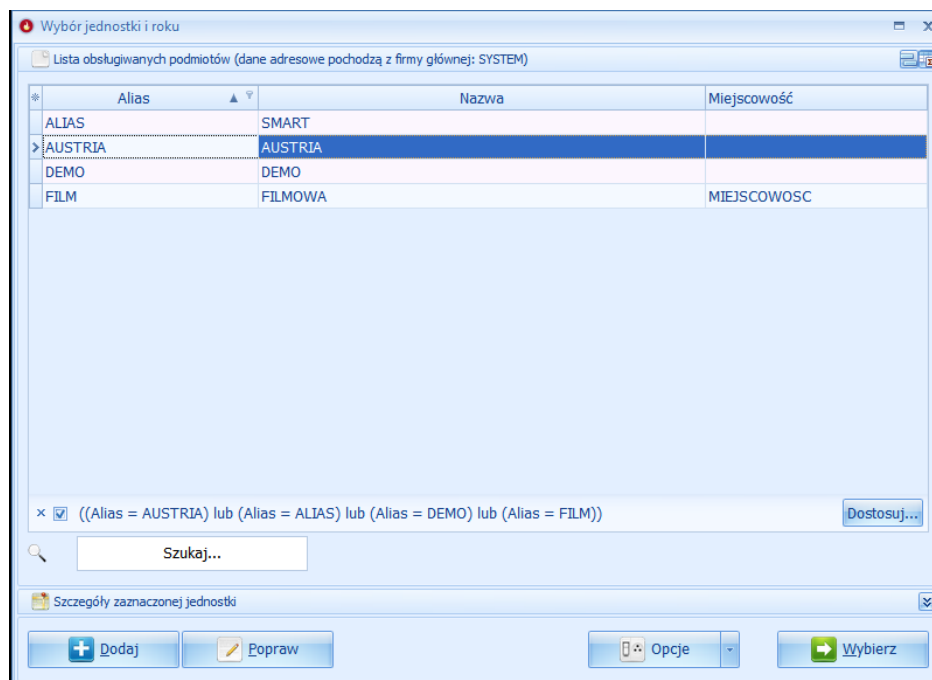 Wybór jednostki i roku
Lista obsługiwanych podmiotów (dane adresowe pochodzą z firmy głównej: SYSTEM)
Alias Nazwa Miejscowość
ALIAS SMART
AUSTRIA AUSTRIA
DEMO DEMO
FILM FILMOWA MIEJSCOWOSC
((Alias = AUSTRIA) lub (Alias = ALIAS) lub (Alias = DEMO) lub (Alias = FILM)) Dostosuj...
Szukaj...
Szczegóły zaznaczonej jednostki
Dodaj Popraw Opcje Wybierz